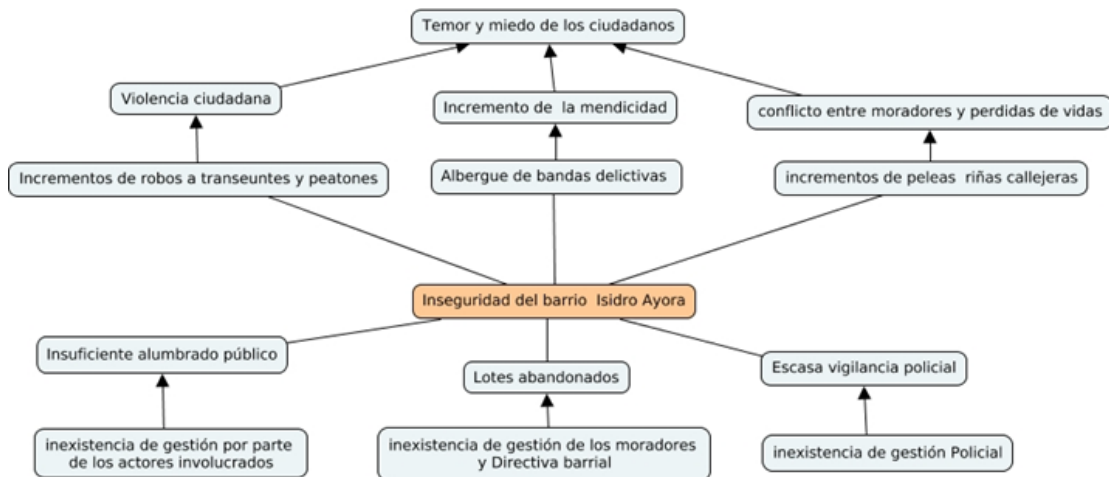 Temor y miedo de los ciudadanos
Violencia ciudadana
Incremento de la mendicidad
conflicto entre moradores y perdidas de vidas
Incrementos de robos a transeuntes y peatones
Albergue de bandas delictivas
incrementos de peleas riñas callejeras
Inseguridad del barrio Isidro Ayora
Insuficiente alumbrado público
Lotes abandonados
Escasa vigilancia policial
inexistencia de gestión por parte
de los actores involucrados
inexistencia de gestión de los moradores
y Directiva barrial
inexistencia de gestión Policial